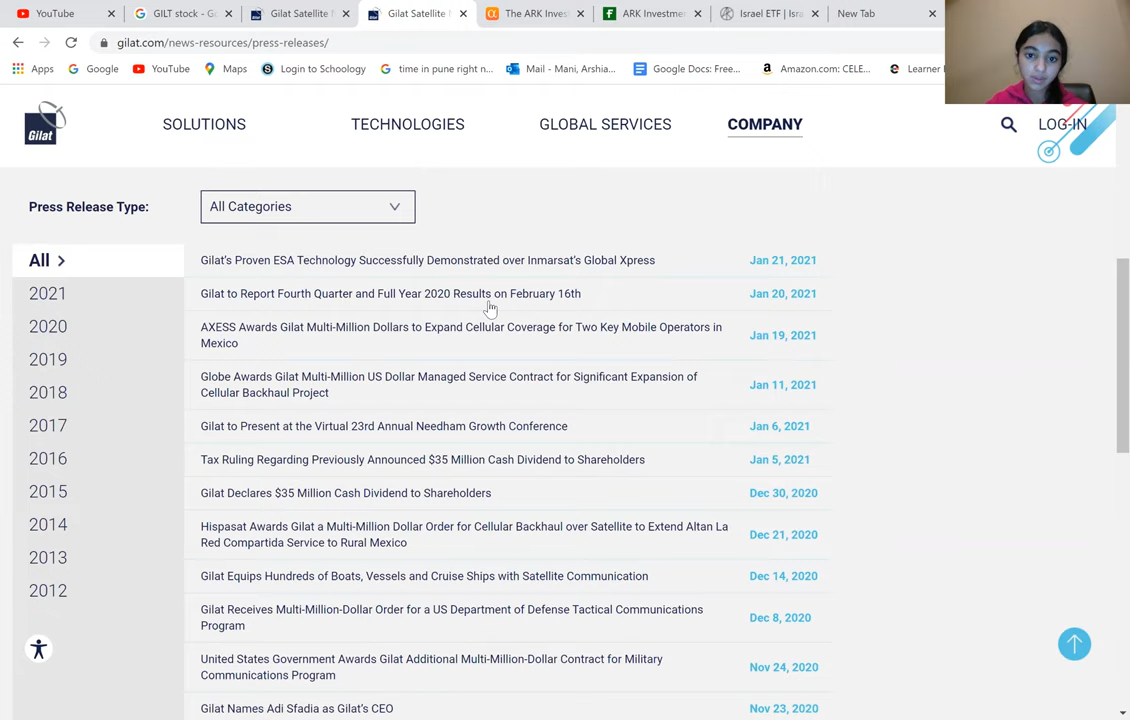 YouTube
GILT stock - Go
Gilat Satellite N
Gilat Satellite N
The ARK Inves
ARK Investmen
Israel ETF | Isra
New Tab
gilat.com/news-resources/press-releases/
Apps
Google
YouTube
Maps
Login to Schoology
time in pune right n...
Mail - Mani, Arshia...
Google Docs: Free...
Amazon.com: CELE...
Learner
Gilat
SOLUTIONS
TECHNOLOGIES
GLOBAL SERVICES
COMPANY
LOG-IN
Press Release Type:
All Categories
All
2021
2020
2019
2018
2017
2016
2015
2014
2013
2012
Gilat's Proven ESA Technology Successfully Demonstrated over Inmarsat's Global Xpress
Jan 21, 2021
Gilat to Report Fourth Quarter and Full Year 2020 Results on February 16th
Jan 20, 2021
AXESS Awards Gilat Multi-Million Dollars to Expand Cellular Coverage for Two Key Mobile Operators in
Mexico
Jan 19, 2021
Globe Awards Gilat Multi-Million US Dollar Managed Service Contract for Significant Expansion of
Cellular Backhaul Project
Jan 11, 2021
Gilat to Present at the Virtual 23rd Annual Needham Growth Conference
Jan 6, 2021
Tax Ruling Regarding Previously Announced $35 Million Cash Dividend to Shareholders
Jan 5, 2021
Gilat Declares $35 Million Cash Dividend to Shareholders
Dec 30, 2020
Hispasat Awards Gilat a Multi-Million Dollar Order for Cellular Backhaul over Satellite to Extend Altan La
Red Compartida Service to Rural Mexico
Dec 21, 2020
Gilat Equips Hundreds of Boats, Vessels and Cruise Ships with Satellite Communication
Dec 14, 2020
Gilat Receives Multi-Million-Dollar Order for a US Department of Defense Tactical Communications
Program
Dec 8, 2020
United States Government Awards Gilat Additional Multi-Million-Dollar Contract for Military
Communications Program
Nov 24, 2020
Gilat Names Adi Sfadia as Gilat's CEO
Nov 23, 2020